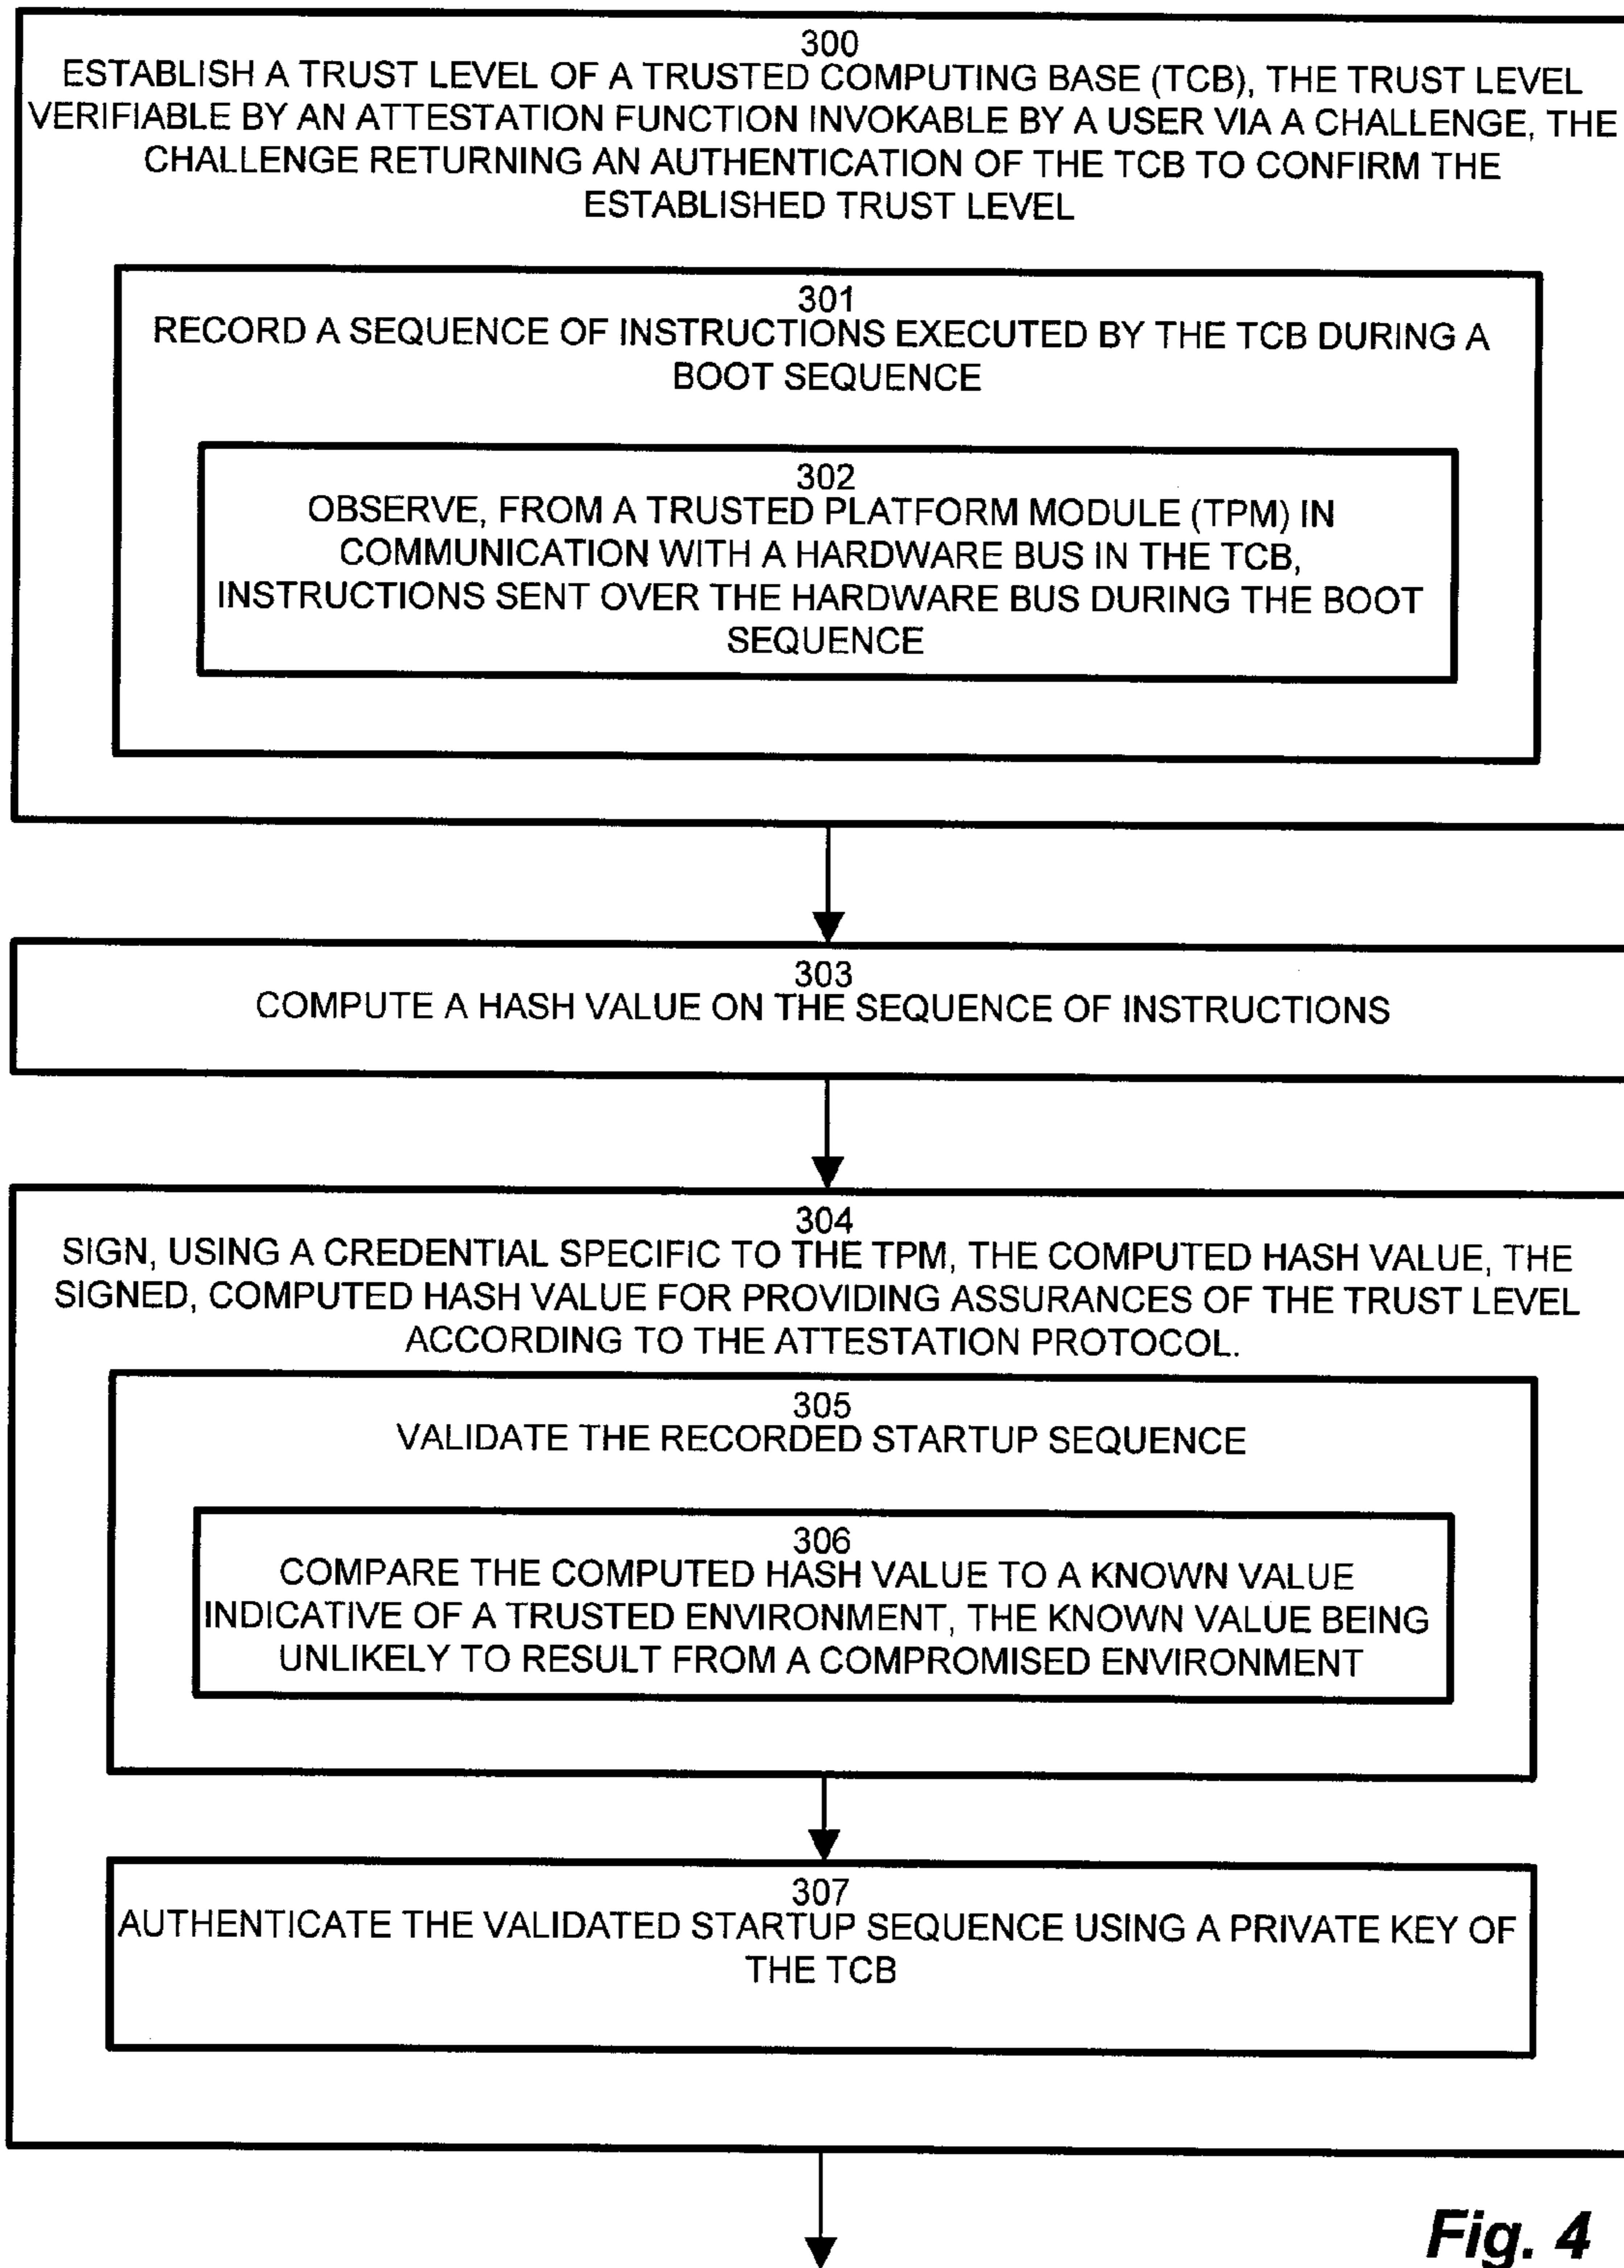 300
ESTABLISH A TRUST LEVEL OF A TRUSTED COMPUTING BASE (TCB), THE TRUST LEVEL
VERIFIABLE BY AN ATTESTATION FUNCTION INVOKABLE BY A USER VIA A CHALLENGE, THE
CHALLENGE RETURNING AN AUTHENTICATION OF THE TCB TO CONFIRM THE
ESTABLISHED TRUST LEVEL
301
RECORD A SEQUENCE OF INSTRUCTIONS EXECUTED BY THE TCB DURING A
BOOT SEQUENCE
302
OBSERVE, FROM A TRUSTED PLATFORM MODULE (TPM) IN
COMMUNICATION WITH A HARDWARE BUS IN THE TCB,
INSTRUCTIONS SENT OVER THE HARDWARE BUS DURING THE BOOT
SEQUENCE
303
COMPUTE A HASH VALUE ON THE SEQUENCE OF INSTRUCTIONS
304
SIGN, USING A CREDENTIAL SPECIFIC TO THE TPM, THE COMPUTED HASH VALUE, THE
SIGNED, COMPUTED HASH VALUE FOR PROVIDING ASSURANCES OF THE TRUST LEVEL
ACCORDING TO THE ATTESTATION PROTOCOL.
305
VALIDATE THE RECORDED STARTUP SEQUENCE
306
COMPARE THE COMPUTED HASH VALUE TO A KNOWN VALUE
INDICATIVE OF A TRUSTED ENVIRONMENT, THE KNOWN VALUE BEING
UNLIKELY TO RESULT FROM A COMPROMISED ENVIRONMENT
307
AUTHENTICATE THE VALIDATED STARTUP SEQUENCE USING A PRIVATE KEY OF
THE TCB
Fig. 4